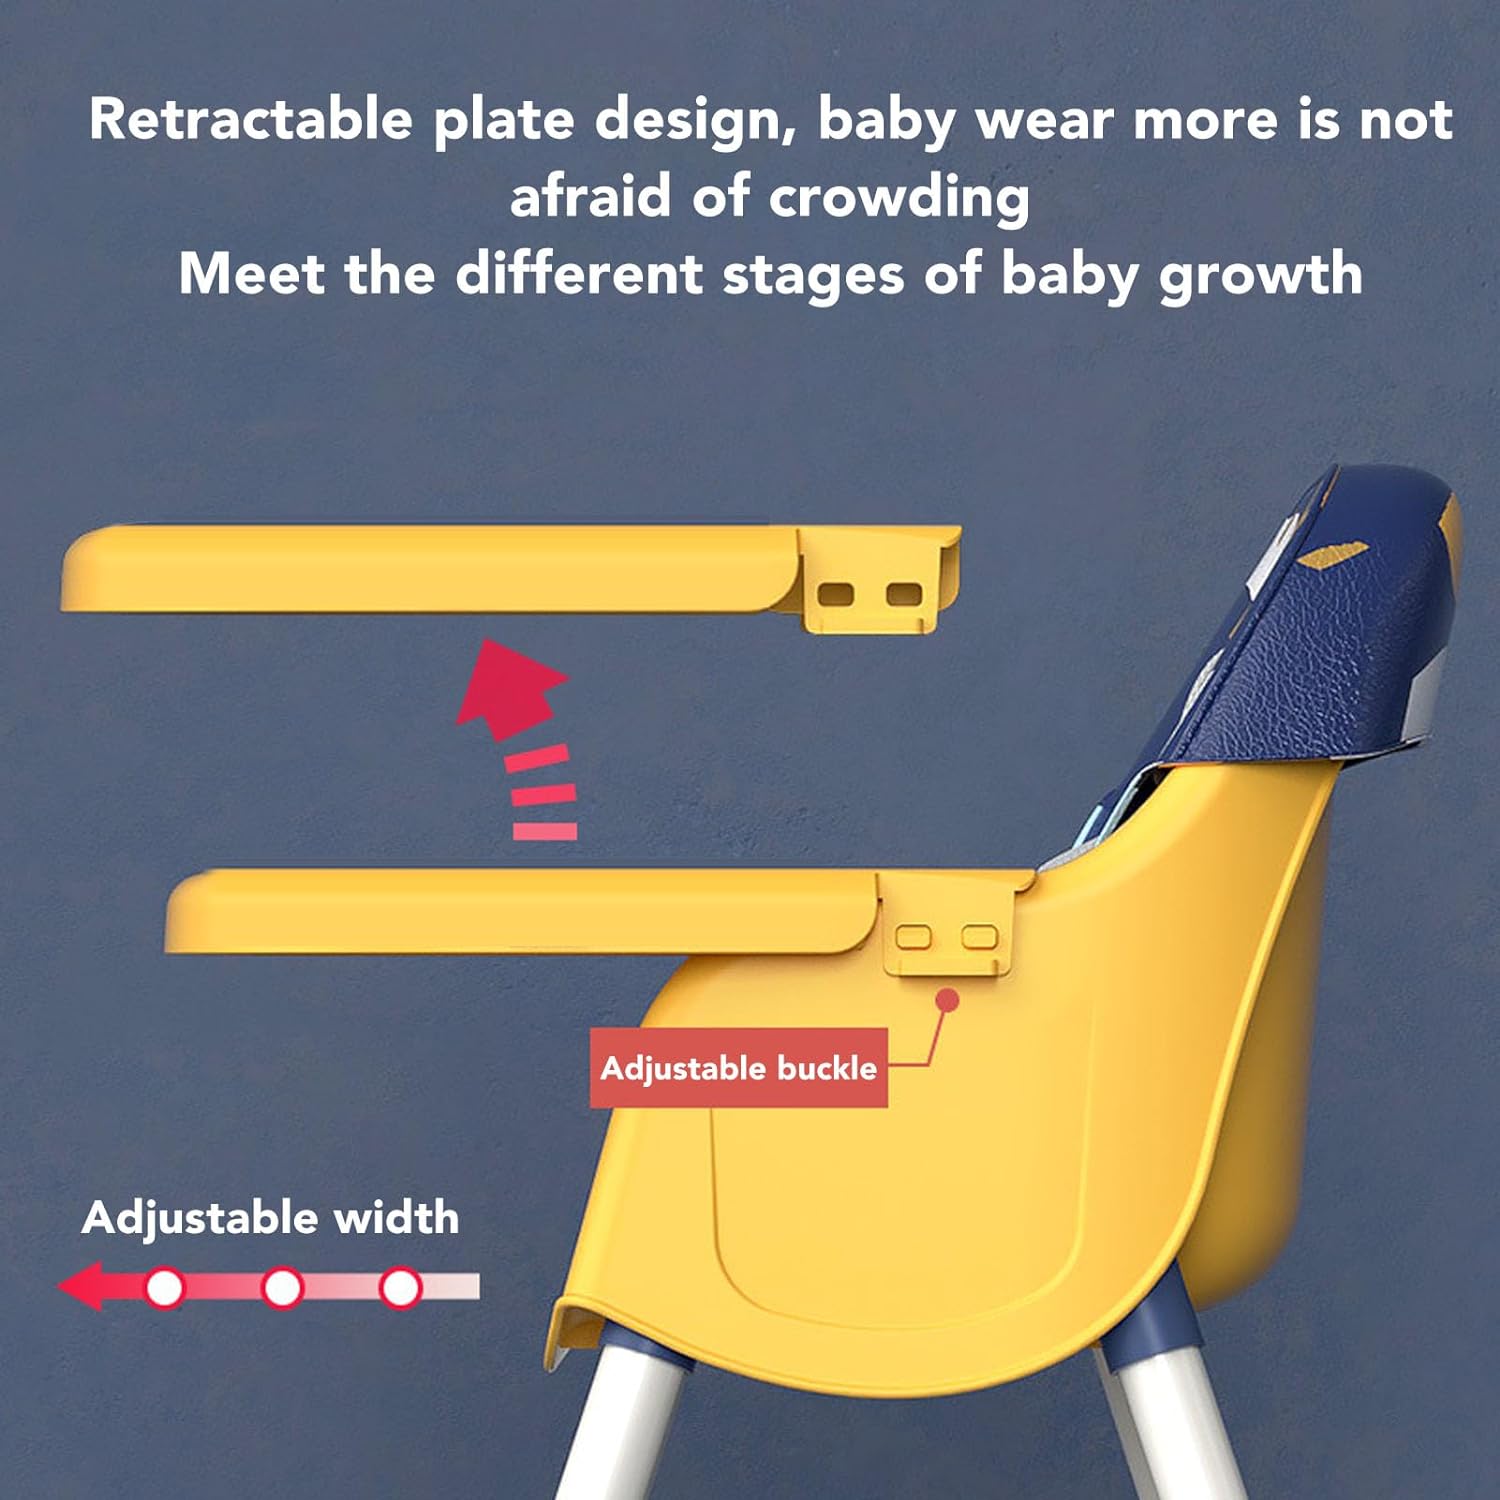 Retractable plate design, baby wear more is not
afraid of crowding
Meet the different stages of baby growth
Adjustable buckle
Adjustable width